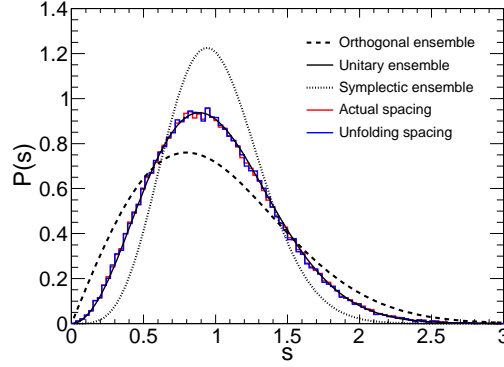 1.4
1.2
1
0.8
0.6
0.4
0.2
0
P(s)
Orthogonal ensemble
Unitary ensemble
Symplectic ensemble
Actual spacing
Unfolding spacing
0 0.5 1 1.5 2 2.5 3
s